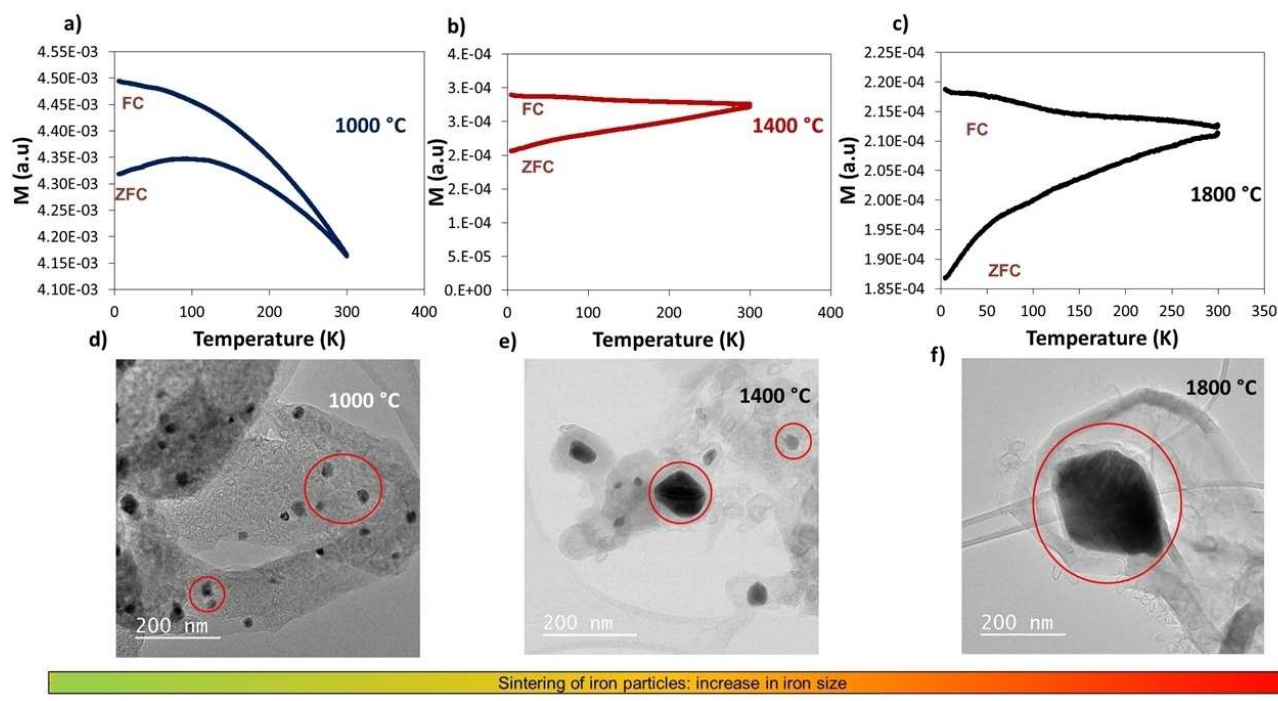 a)
b)
c)
4.55E-03
4.50E-03
4.45E-03
4.40E-03
4.35E-03
4.30E-03
4.25E-03
4.20E-03
4.15E-03
4.10E-03
M (a.u)
FC
ZFC
1000 °C
0
100
200
300
400
Temperature (K)
4.E-04
3.E-04
3.E-04
2.E-04
2.E-04
1.E-04
5.E-05
0.E+00
M (a.u)
FC
ZFC
1400 °C
0
100
200
300
400
Temperature (K)
2.25E-04
2.20E-04
2.15E-04
2.10E-04
2.05E-04
2.00E-04
1.95E-04
1.90E-04
1.85E-04
M (a.u)
FC
ZFC
1800 °C
0
50
100
150
200
250
300
350
Temperature (K)
d)
1000 °C
200 nm
e)
1400 °C
200 nm
f)
1800 °C
200 nm
Sintering of iron particles: increase in iron size